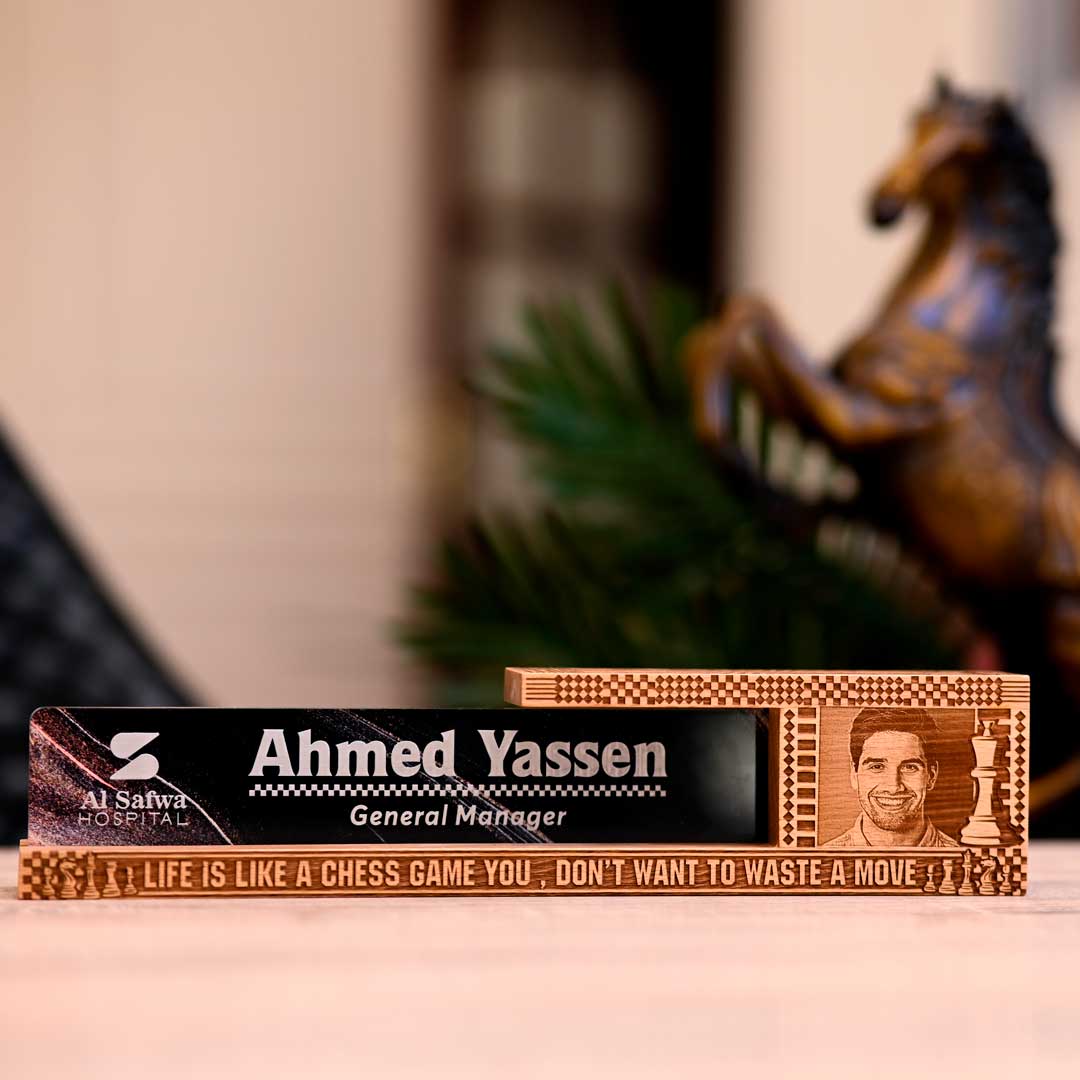 Al Safwa
HOSPITAL
Ahmed Yassen
General Manager
LIFE IS LIKE A CHESS GAME YOU , DON'T WANT TO WASTE A MOVE